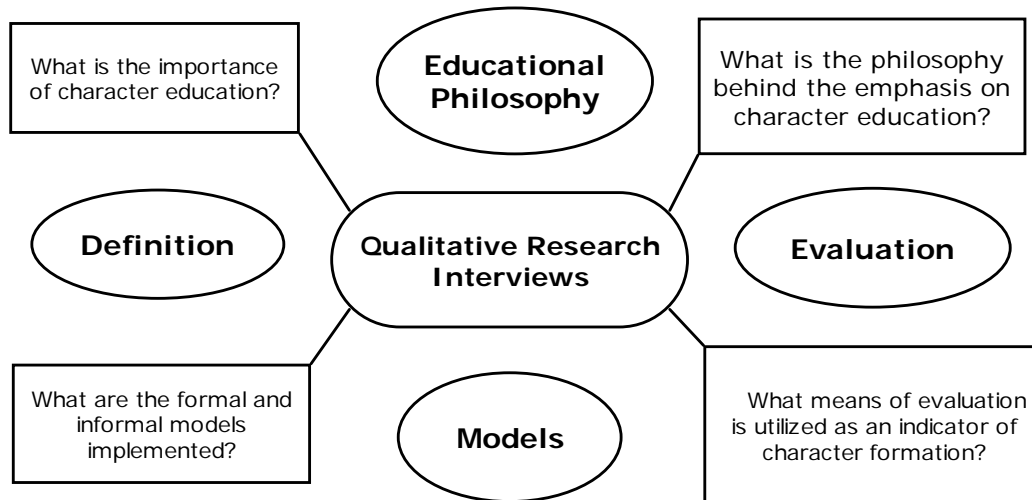 What is the importance
of character education?
Educational
Philosophy
What is the philosophy
behind the emphasis on
character education?
Definition
Qualitative Research
Interviews
Evaluation
What are the formal and
informal models
implemented?
Models
What means of evaluation
is utilized as an indicator of
character formation?